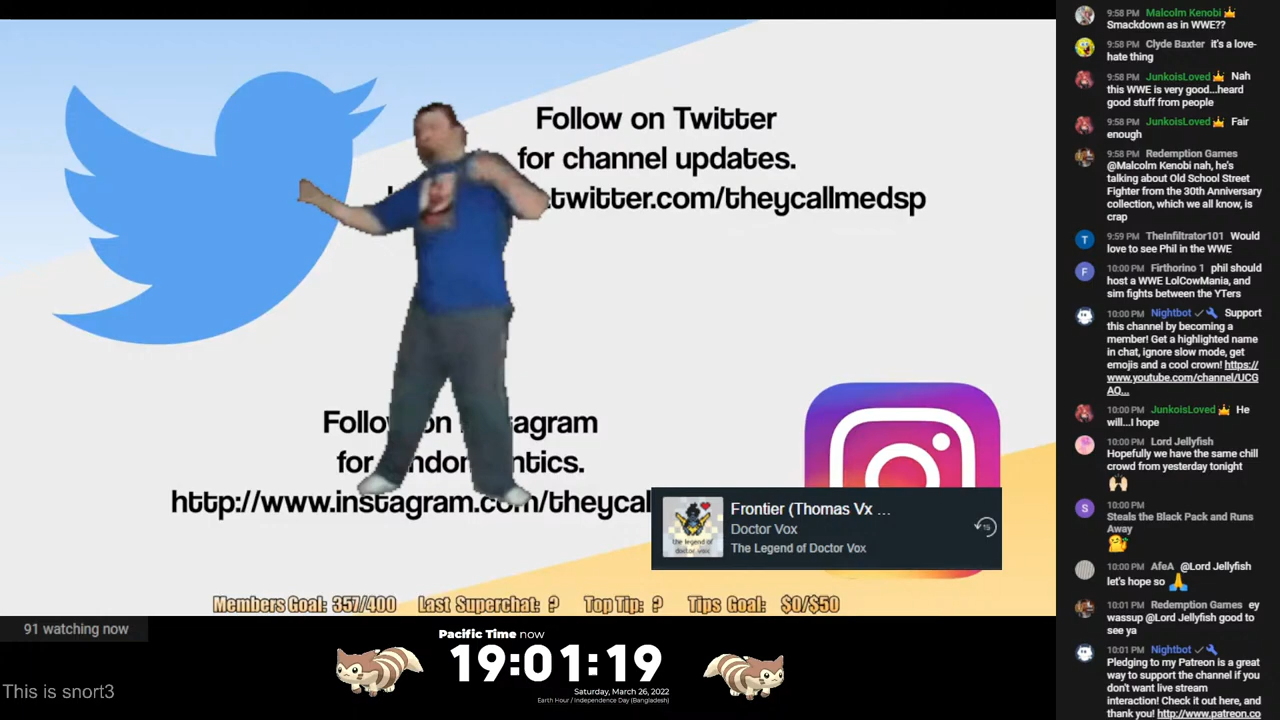 Follow on Twitter
for channel updates.
.twitter.com/theycallmedsp
for
http://www.instagram.com/theycal
Frontier (Thomas Vx ...
Doctor Vox
The Legend of Doctor Vox
the legend of
doctor vox
15
Members Goal: 357/400 Last Superchat: ? Top Tip: ? Tips Goal: $0/$50
91 watching now
This is snort3
Pacific Time now
19:01:19
Saturday, March 26, 2022
Earth Hour / Independence Day (Bangladesh)
9:58 PM Malcolm Kenobi
Smackdown as in WWE??
9:58 PM Clyde Baxter it's a love-
hate thing
9:58 PM JunkoisLoved Nah
this WWE is very good...heard
good stuff from people
9:58 PM JunkoisLoved Fair
enough
9:58 PM Redemption Games
@Malcolm Kenobi nah, he's
talking about Old School Street
Fighter from the 30th Anniversary
collection, which we all know, is
crap
T
9:59 PM TheInfiltrator101 Would
love to see Phil in the WWE
F
10:00 PM Firthorino 1 phil should
host a WWE LolCowMania, and
sim fights between the YTers
10:00 PM Nightbot Support
this channel by becoming a
member! Get a highlighted name
in chat, ignore slow mode, get
emojis and a cool crown! https://
www.youtube.com/channel/UCG
AQ...
10:00 PM JunkoisLoved He
will...I hope
10:00 PM Lord Jellyfish
Hopefully we have the same chill
crowd from yesterday tonight
S
10:00 PM
Steals the Black Pack and Runs
Away
10:00 PM AfeA @Lord Jellyfish
let's hope so
10:01 PM Redemption Games ey
wassup @Lord Jellyfish good to
see ya
10:01 PM Nightbot
Pledging to my Patreon is a great
way to support the channel if you
don't want live stream
interaction! Check it out here, and
thank you! http://www.patreon.co